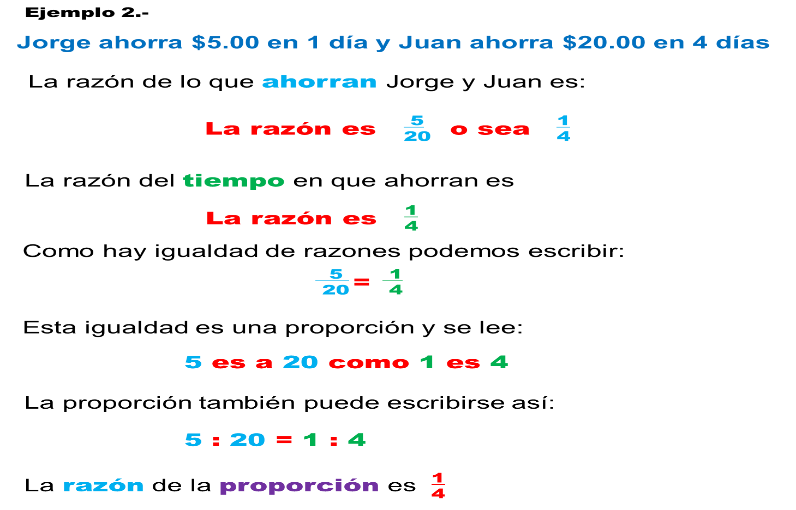 Ejemplo 2.-
Jorge ahorra $5.00 en 1 día y Juan ahorra $20.00 en 4 días
La razón de lo que ahorran Jorge y Juan es:
La razón es 5/20 o sea 1/4
La razón del tiempo en que ahorran es
La razón es 1/4
Como hay igualdad de razones podemos escribir:
5/20 = 1/4
Esta igualdad es una proporción y se lee:
5 es a 20 como 1 es 4
La proporción también puede escribirse así:
5 : 20 = 1 : 4
La razón de la proporción es 1/4